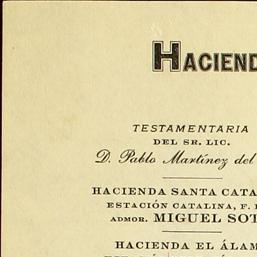 HACIEND
TESTAMENTARIA
DEL SR. LIC.
D. Pablo Martínez del
HACIENDA SANTA CATA
ESTACIÓN CATALINA, F.
ADMOR. MIGUEL SOT
HACIENDA EL ÁLAM